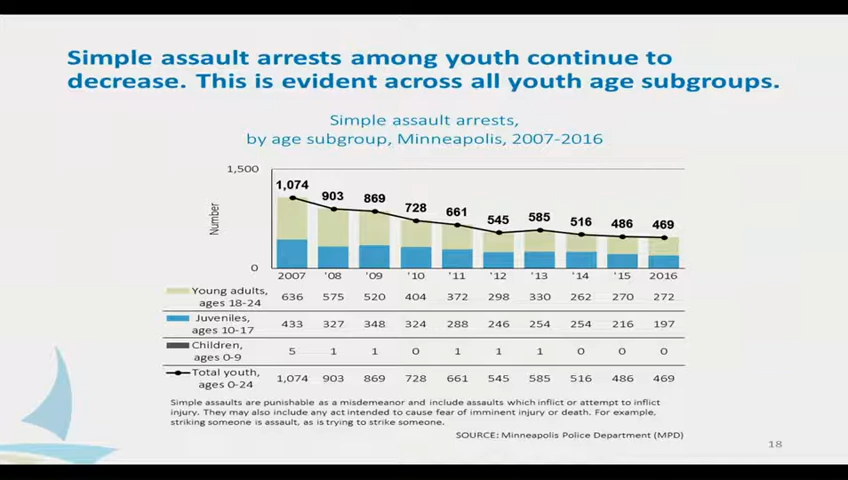 Simple assault arrests among youth continue to
decrease. This is evident across all youth age subgroups.
Simple assault arrests,
by age subgroup, Minneapolis, 2007-2016
1,500
1,074 903 869 728 661 545 585 516 486 469
Number
0
2007 '08 '09 '10 '11 '12 '13 '14 '15 2016
Young adults,
ages 18-24 636 575 520 404 372 298 330 262 270 272
Juveniles,
ages 10-17 433 327 348 324 288 246 254 254 216 197
Children,
ages 0-9 5 1 1 0 1 1 1 0 0 0
Total youth,
ages 0-24 1,074 903 869 728 661 545 585 516 486 469
Simple assaults are punishable as a misdemeanor and include assaults which inflict or attempt to inflict
injury. They may also include any act intended to cause fear of imminent injury or death. For example,
striking someone is assault, as is trying to strike someone.
SOURCE: Minneapolis Police Department (MPD)
18